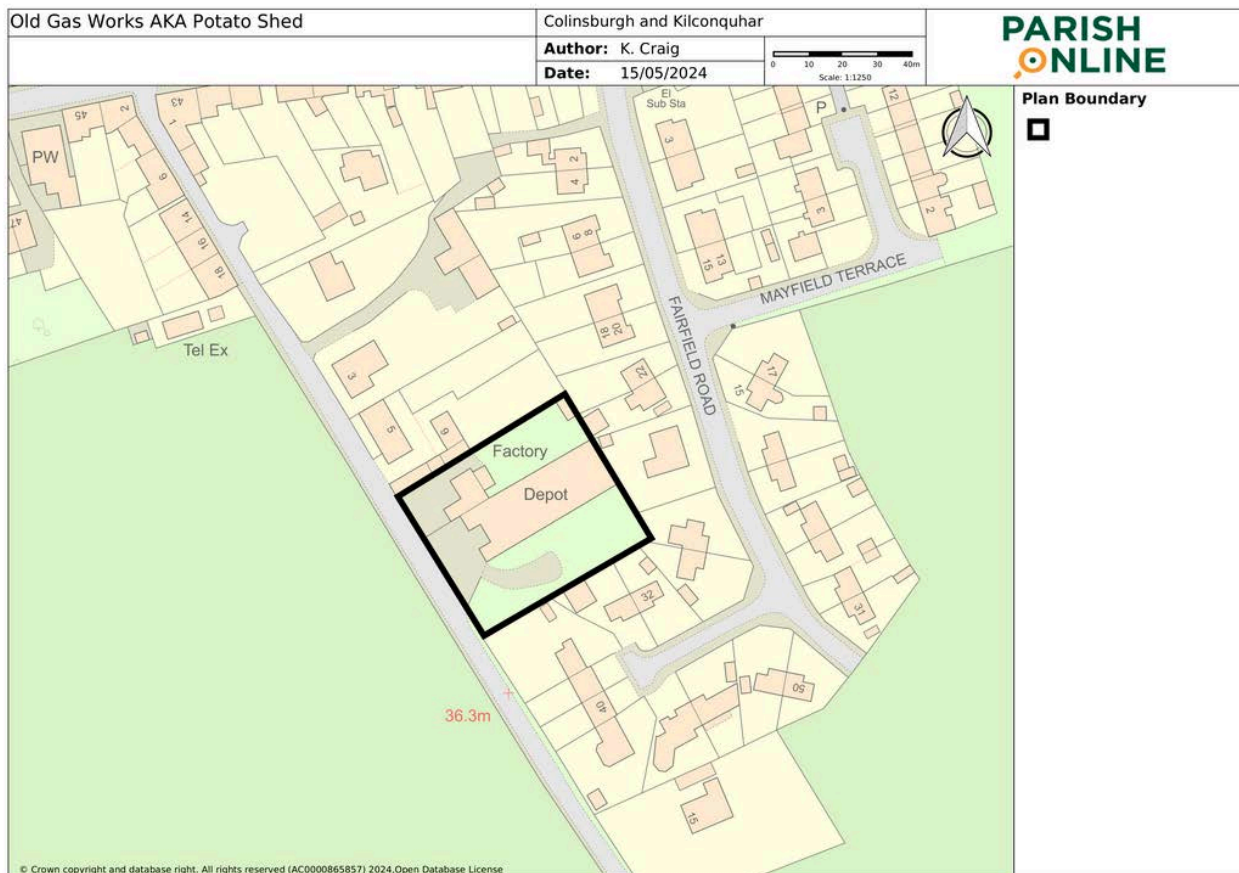 Old Gas Works AKA Potato Shed
Colinsburgh and Kilconquhar
Author: K. Craig
Date: 15/05/2024
0 10 20 30 40m
Scale: 1:1250
PARISH
ONLINE
Plan Boundary
El
Sub Sta
P
12
43
2
45
1
PW
3
2
4
6
14
16
18
47
3
2
8
6
13
15
MAYFIELD TERRACE
FAIRFIELD ROAD
20
18
Tel Ex
3
22
17
15
5
9
Factory
Depot
32
31
36.3m
40
50
15
© Crown copyright and database right. All rights reserved (AC0000865857) 2024.Open Database License